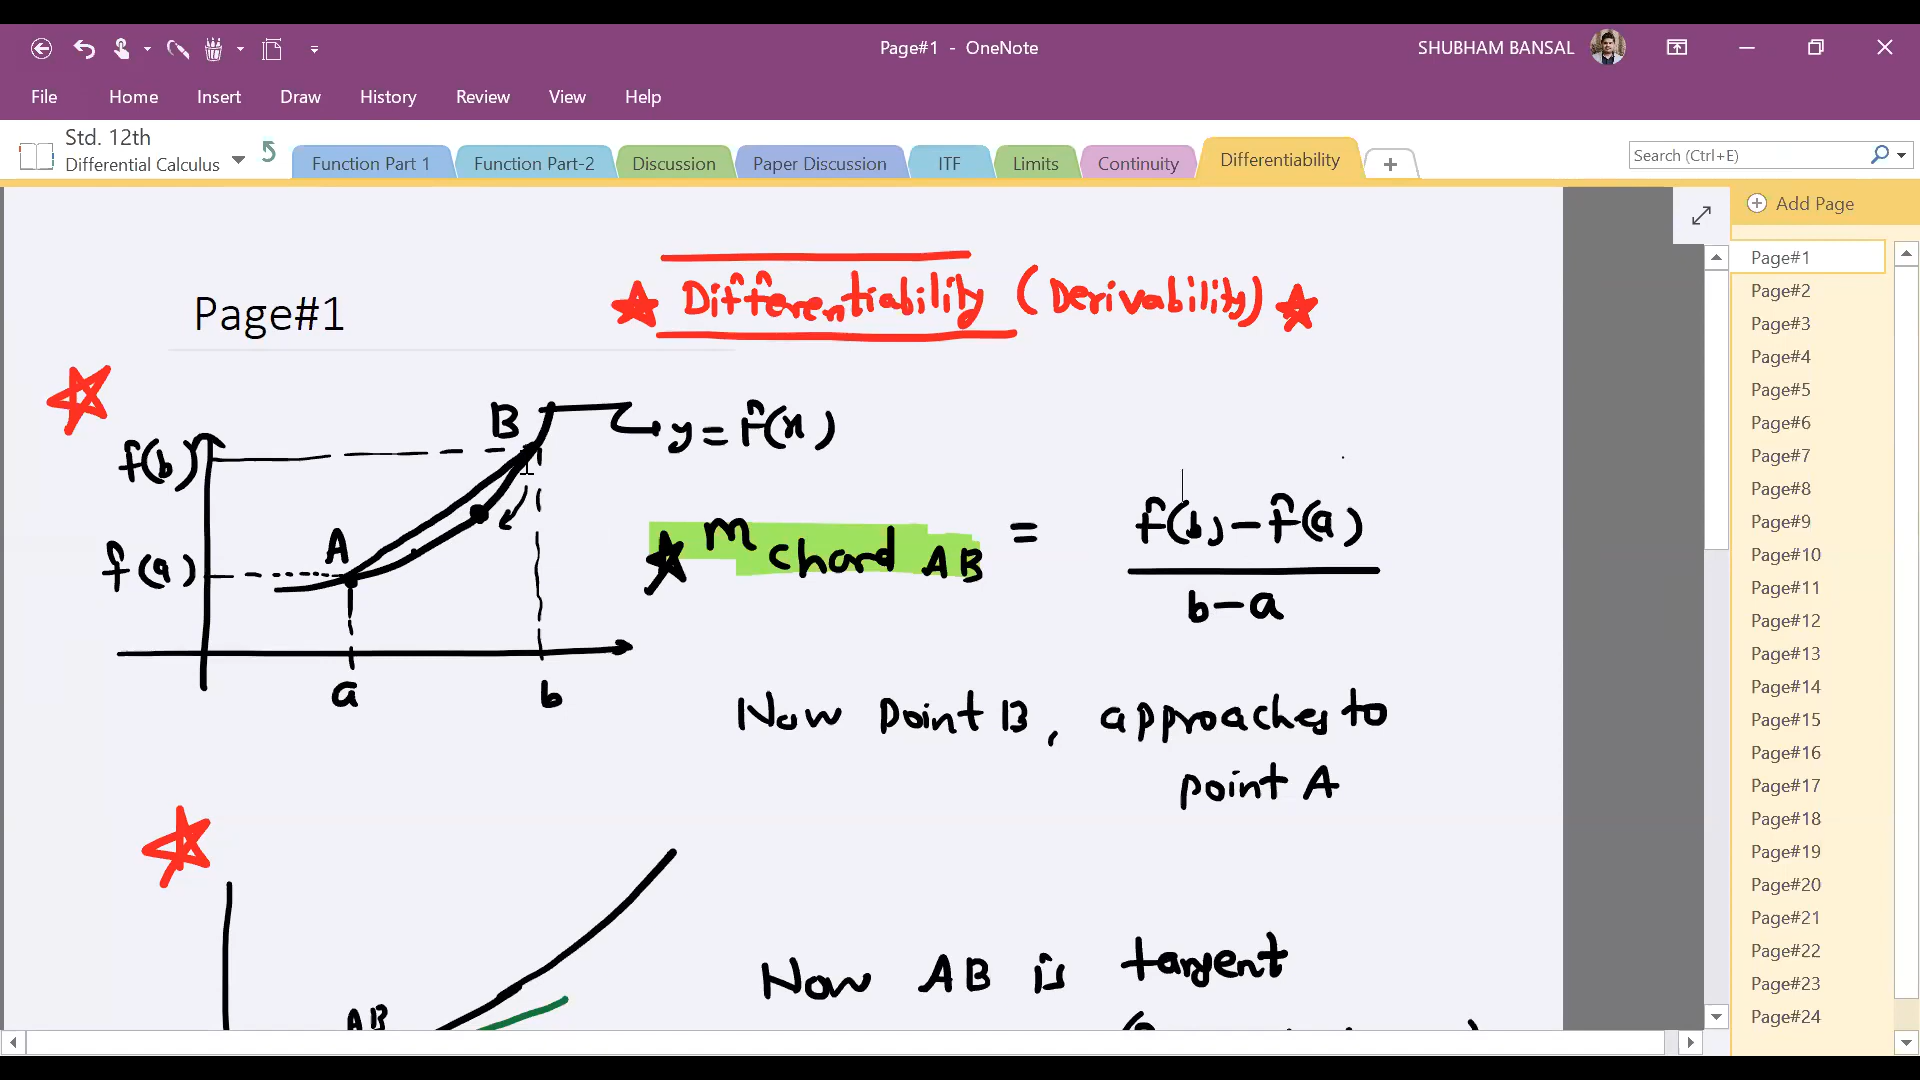 Page#1 - OneNote
SHUBHAM BANSAL
File Home Insert Draw History Review View Help
Std. 12th
Differential Calculus
Function Part 1
Function Part-2
Discussion
Paper Discussion
ITF
Limits
Continuity
Differentiability
Search (Ctrl+E)
Add Page
Page#1
★ Differentiability (Derivability) ★
B
y = f(x)
f(b)
A
f(a)
a
b
m chord AB = f(b) - f(a)
b - a
Now Point B, approaches to
point A
Now AB is tangent
AB
Page#1
Page#2
Page#3
Page#4
Page#5
Page#6
Page#7
Page#8
Page#9
Page#10
Page#11
Page#12
Page#13
Page#14
Page#15
Page#16
Page#17
Page#18
Page#19
Page#20
Page#21
Page#22
Page#23
Page#24